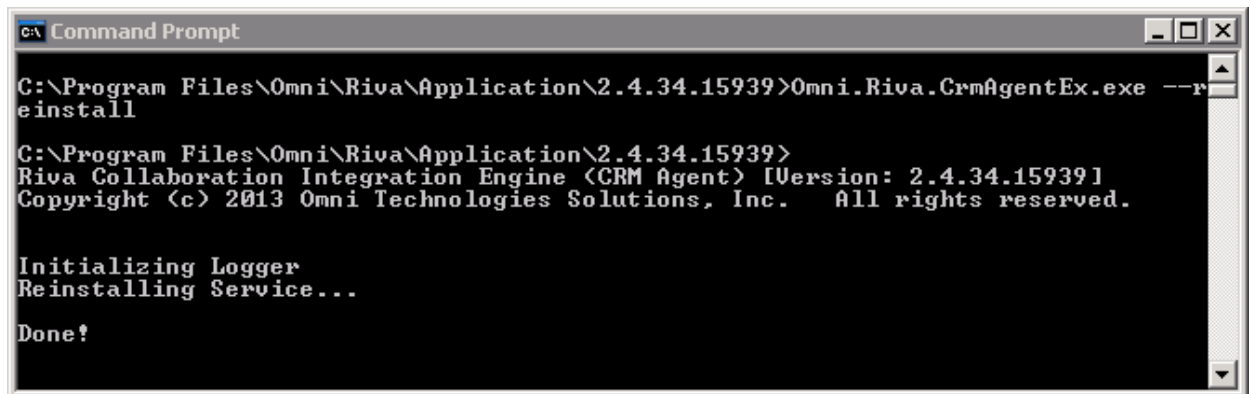 Command Prompt
C:\Program Files\Omni\Riva\Application\2.4.34.15939>Omni.Riva.CrmAgentEx.exe --r
einstall
C:\Program Files\Omni\Riva\Application\2.4.34.15939>
Riva Collaboration Integration Engine (CRM Agent) [Version: 2.4.34.15939]
Copyright (c) 2013 Omni Technologies Solutions, Inc.   All rights reserved.
Initializing Logger
Reinstalling Service...
Done!